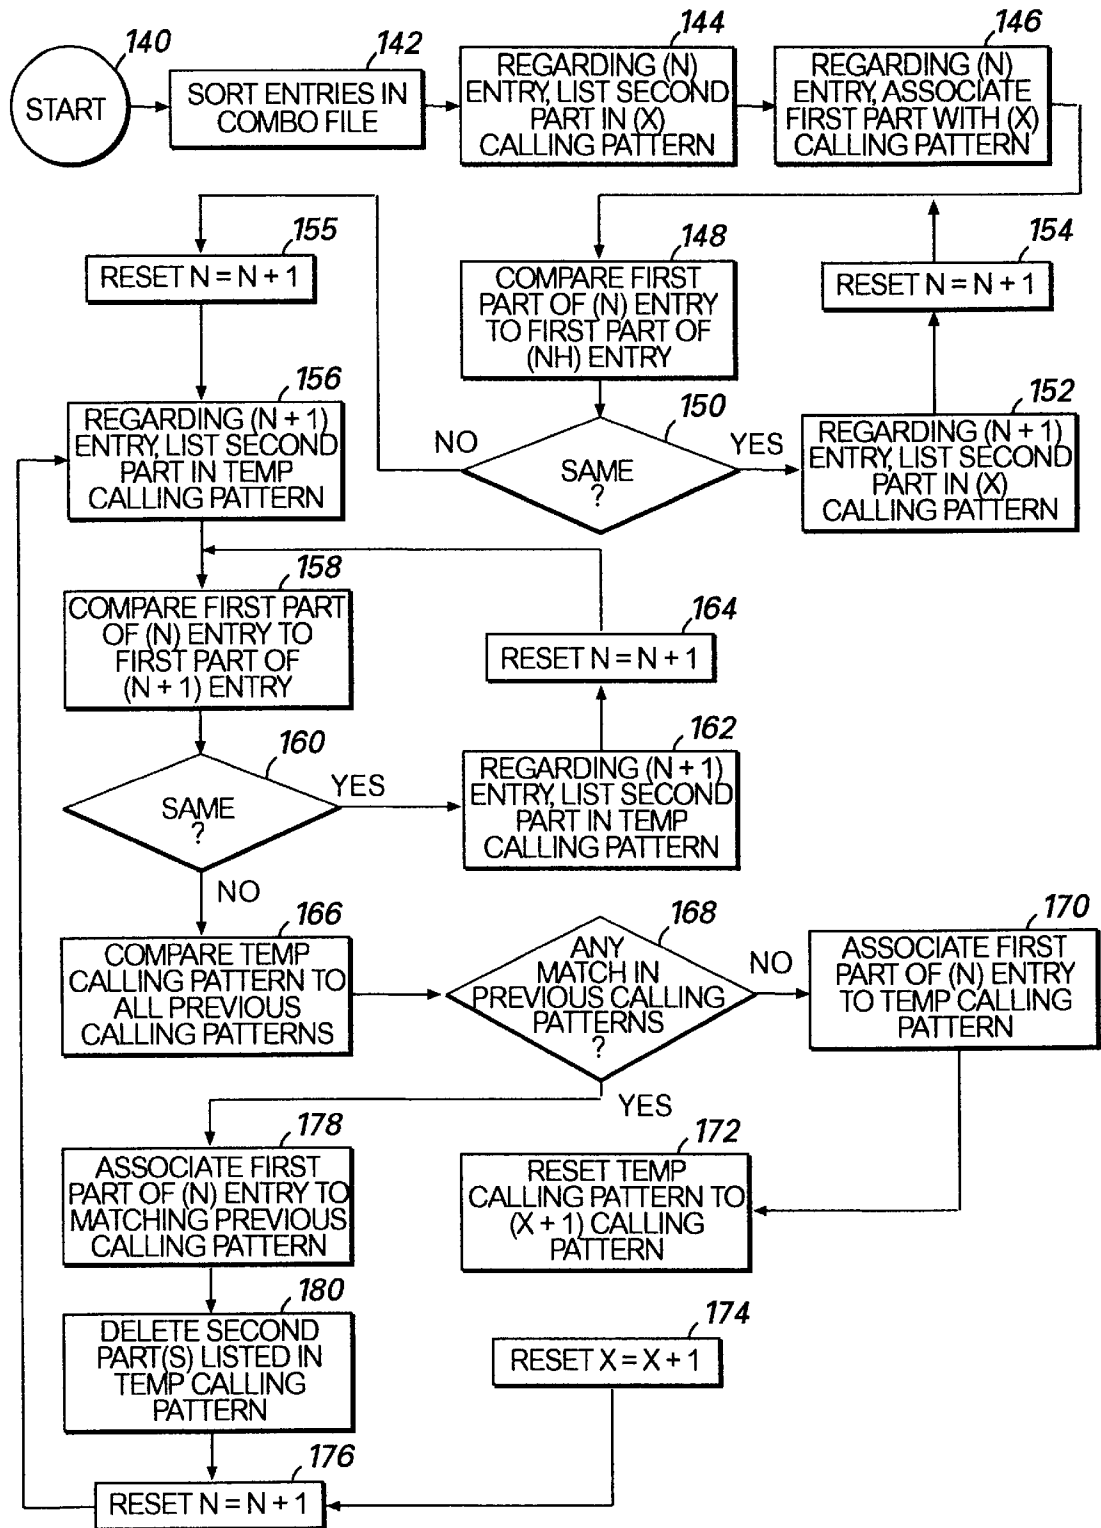 140
START
142
SORT ENTRIES IN
COMBO FILE
144
REGARDING (N)
ENTRY, LIST SECOND
PART IN (X)
CALLING PATTERN
146
REGARDING (N)
ENTRY, ASSOCIATE
FIRST PART WITH (X)
CALLING PATTERN
148
COMPARE FIRST
PART OF (N) ENTRY
TO FIRST PART OF
(NH) ENTRY
150
SAME
?
NO
YES
152
REGARDING (N + 1)
ENTRY, LIST SECOND
PART IN (X)
CALLING PATTERN
154
RESET N = N + 1
155
RESET N = N + 1
156
REGARDING (N + 1)
ENTRY, LIST SECOND
PART IN TEMP
CALLING PATTERN
158
COMPARE FIRST PART
OF (N) ENTRY TO
FIRST PART OF
(N + 1) ENTRY
160
SAME
?
YES
NO
162
REGARDING (N + 1)
ENTRY, LIST SECOND
PART IN TEMP
CALLING PATTERN
164
RESET N = N + 1
166
COMPARE TEMP
CALLING PATTERN TO
ALL PREVIOUS
CALLING PATTERNS
168
ANY
MATCH IN
PREVIOUS CALLING
PATTERNS
?
NO
YES
170
ASSOCIATE FIRST
PART OF (N) ENTRY
TO TEMP CALLING
PATTERN
172
RESET TEMP
CALLING PATTERN TO
(X + 1) CALLING
PATTERN
174
RESET X = X + 1
178
ASSOCIATE FIRST
PART OF (N) ENTRY TO
MATCHING PREVIOUS
CALLING PATTERN
180
DELETE SECOND
PART(S) LISTED IN
TEMP CALLING
PATTERN
176
RESET N = N + 1